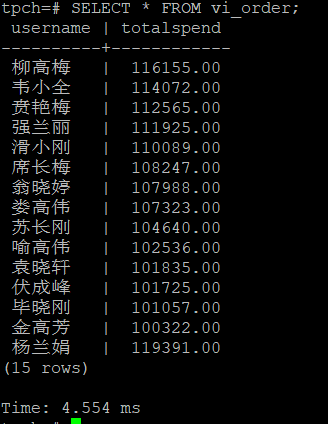 tpch=# SELECT * FROM vi_order;
username | totalspend
----------+------------
柳高梅 | 116155.00
韦小全 | 114072.00
贲艳梅 | 112565.00
强兰丽 | 111925.00
滑小刚 | 110089.00
席长梅 | 108247.00
翁晓婷 | 107988.00
娄高伟 | 107323.00
苏长刚 | 104640.00
喻高伟 | 102536.00
袁晓轩 | 101835.00
伏成峰 | 101725.00
毕晓刚 | 101057.00
金高芳 | 100322.00
杨兰娟 | 119391.00
(15 rows)
Time: 4.554 ms
tpch=#